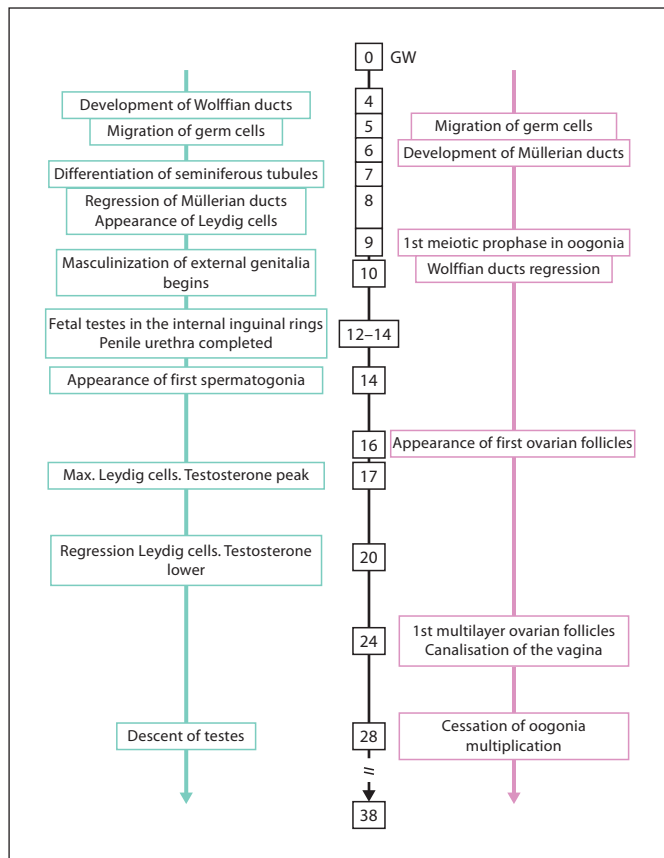 0 GW
4
Development of Wolffian ducts
5
Migration of germ cells
Migration of germ cells
6
Development of Müllerian ducts
Differentiation of seminiferous tubules
7
Regression of Müllerian ducts
Appearance of Leydig cells
8
9
1st meiotic prophase in oogonia
Masculinization of external genitalia
begins
10
Wolffian ducts regression
Fetal testes in the internal inguinal rings
Penile urethra completed
12–14
Appearance of first spermatogonia
14
16
Appearance of first ovarian follicles
Max. Leydig cells. Testosterone peak
17
Regression Leydig cells. Testosterone
lower
20
24
1st multilayer ovarian follicles
Canalisation of the vagina
Descent of testes
28
Cessation of oogonia
multiplication
//
38